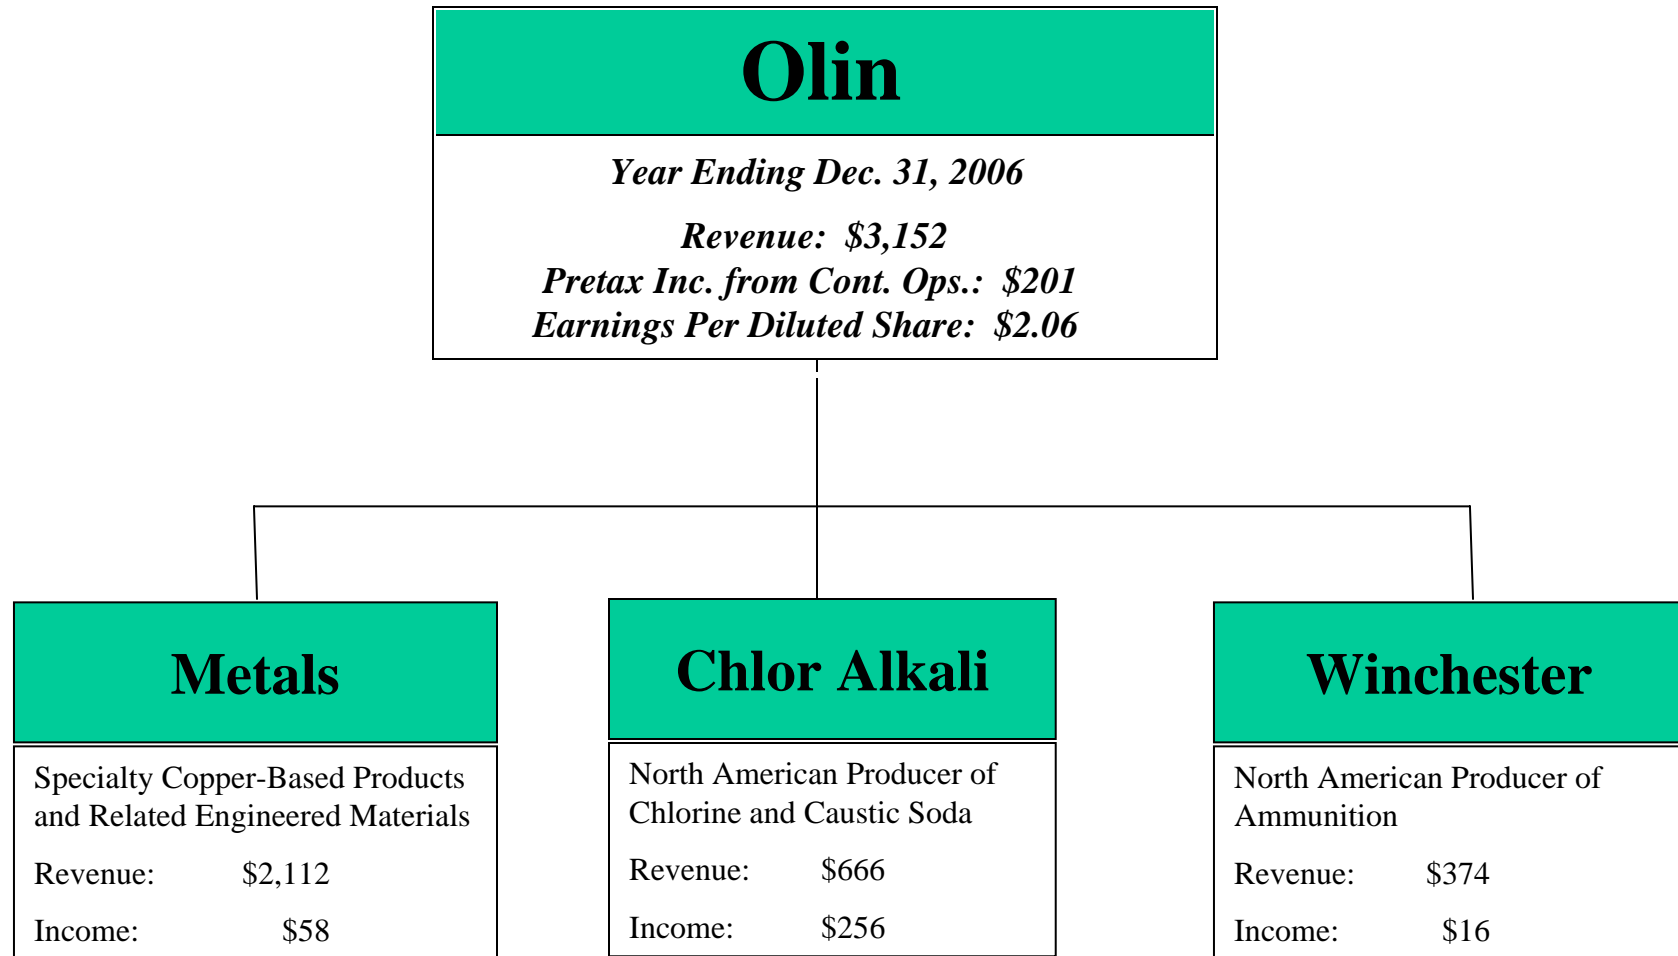 Olin
Year Ending Dec. 31, 2006
Revenue: $3,152
Pretax Inc. from Cont. Ops.: $201
Earnings Per Diluted Share: $2.06
Metals
Specialty Copper-Based Products
and Related Engineered Materials
Revenue: $2,112
Income: $58
Chlor Alkali
North American Producer of
Chlorine and Caustic Soda
Revenue: $666
Income: $256
Winchester
North American Producer of
Ammunition
Revenue: $374
Income: $16